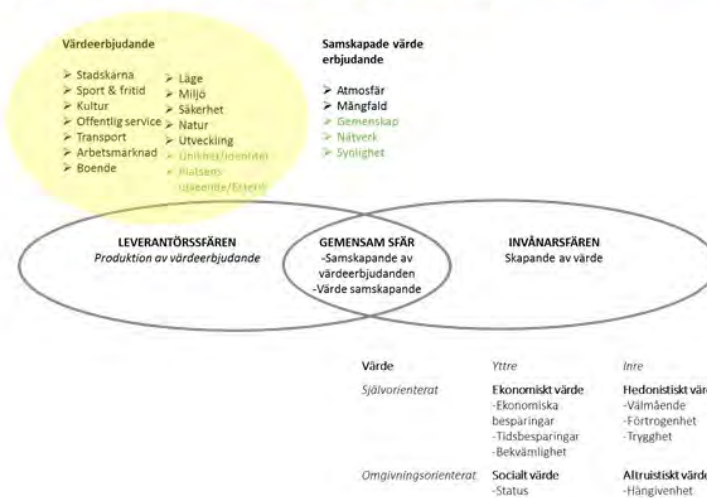 Värdeerbjudande
➢ Stadskärna
➢ Sport & fritid
➢ Kultur
➢ Offentlig service
➢ Transport
➢ Arbetsmarknad
➢ Boende
➢ Läge
➢ Miljö
➢ Säkerhet
➢ Natur
➢ Utveckling
➢ Unikhet/Identitet
➢ Platsens
Samskapade värde
erbjudande
➢ Atmosfär
➢ Mångfald
➢ Gemenskap
➢ Nätverk
➢ Synlighet
LEVERANTÖRSSFÄREN
Produktion av värdeerbjudande
GEMENSAM SFÄR
-Samskapande av
värdeerbjudanden
-Värde samskapande
INVÅNARSFÄREN
Skapande av värde
Värde Yttre Inre
Självorienterat Ekonomiskt värde Hedonistiskt vär
-Ekonomiska -Välmående
besparingar -Förtrogenhet
-Tidsbesparingar -Trygghet
-Bekvämlighet
Omgivningsorienterat Socialt värde Altruistiskt värde
-Status -Hängivenhet